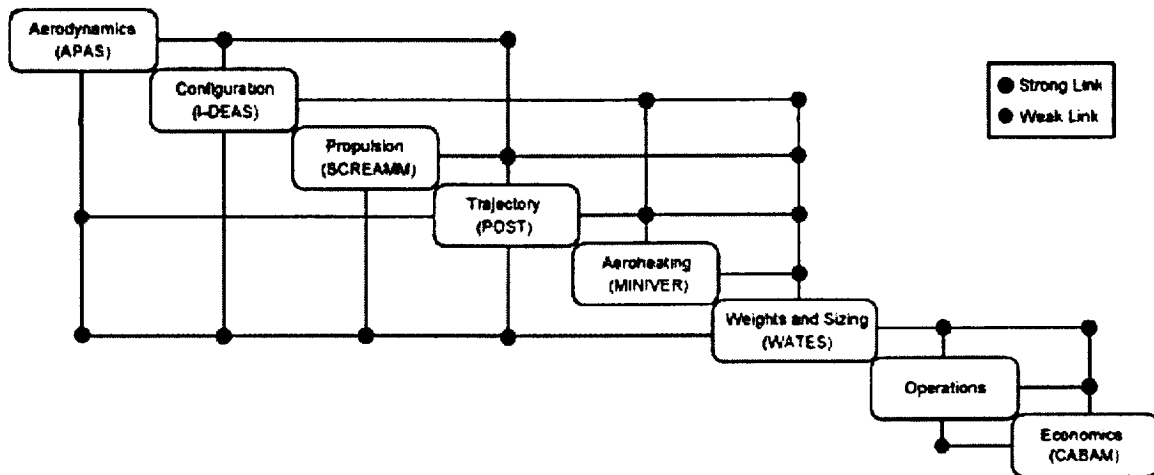 Aerodynamics
(APAS)
Configuration
(I-DEAS)
Propulsion
(SCREAMM)
Trajectory
(POST)
Aeroheating
(MINIVER)
Weights and Sizing
(WATES)
Operations
Economics
(CABAM)
Strong Link
Weak Link